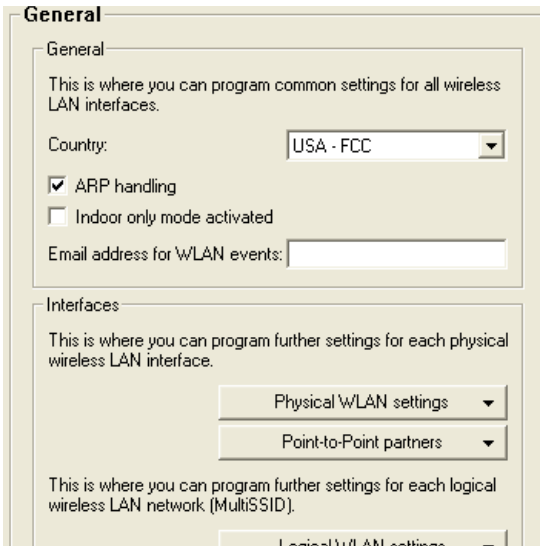 General
General
This is where you can program common settings for all wireless
LAN interfaces.
Country:
USA - FCC
ARP handling
Indoor only mode activated
Email address for WLAN events:
Interfaces
This is where you can program further settings for each physical
wireless LAN interface.
Physical WLAN settings
Point-to-Point partners
This is where you can program further settings for each logical
wireless LAN network (MultiSSID).
Logical WLAN settings